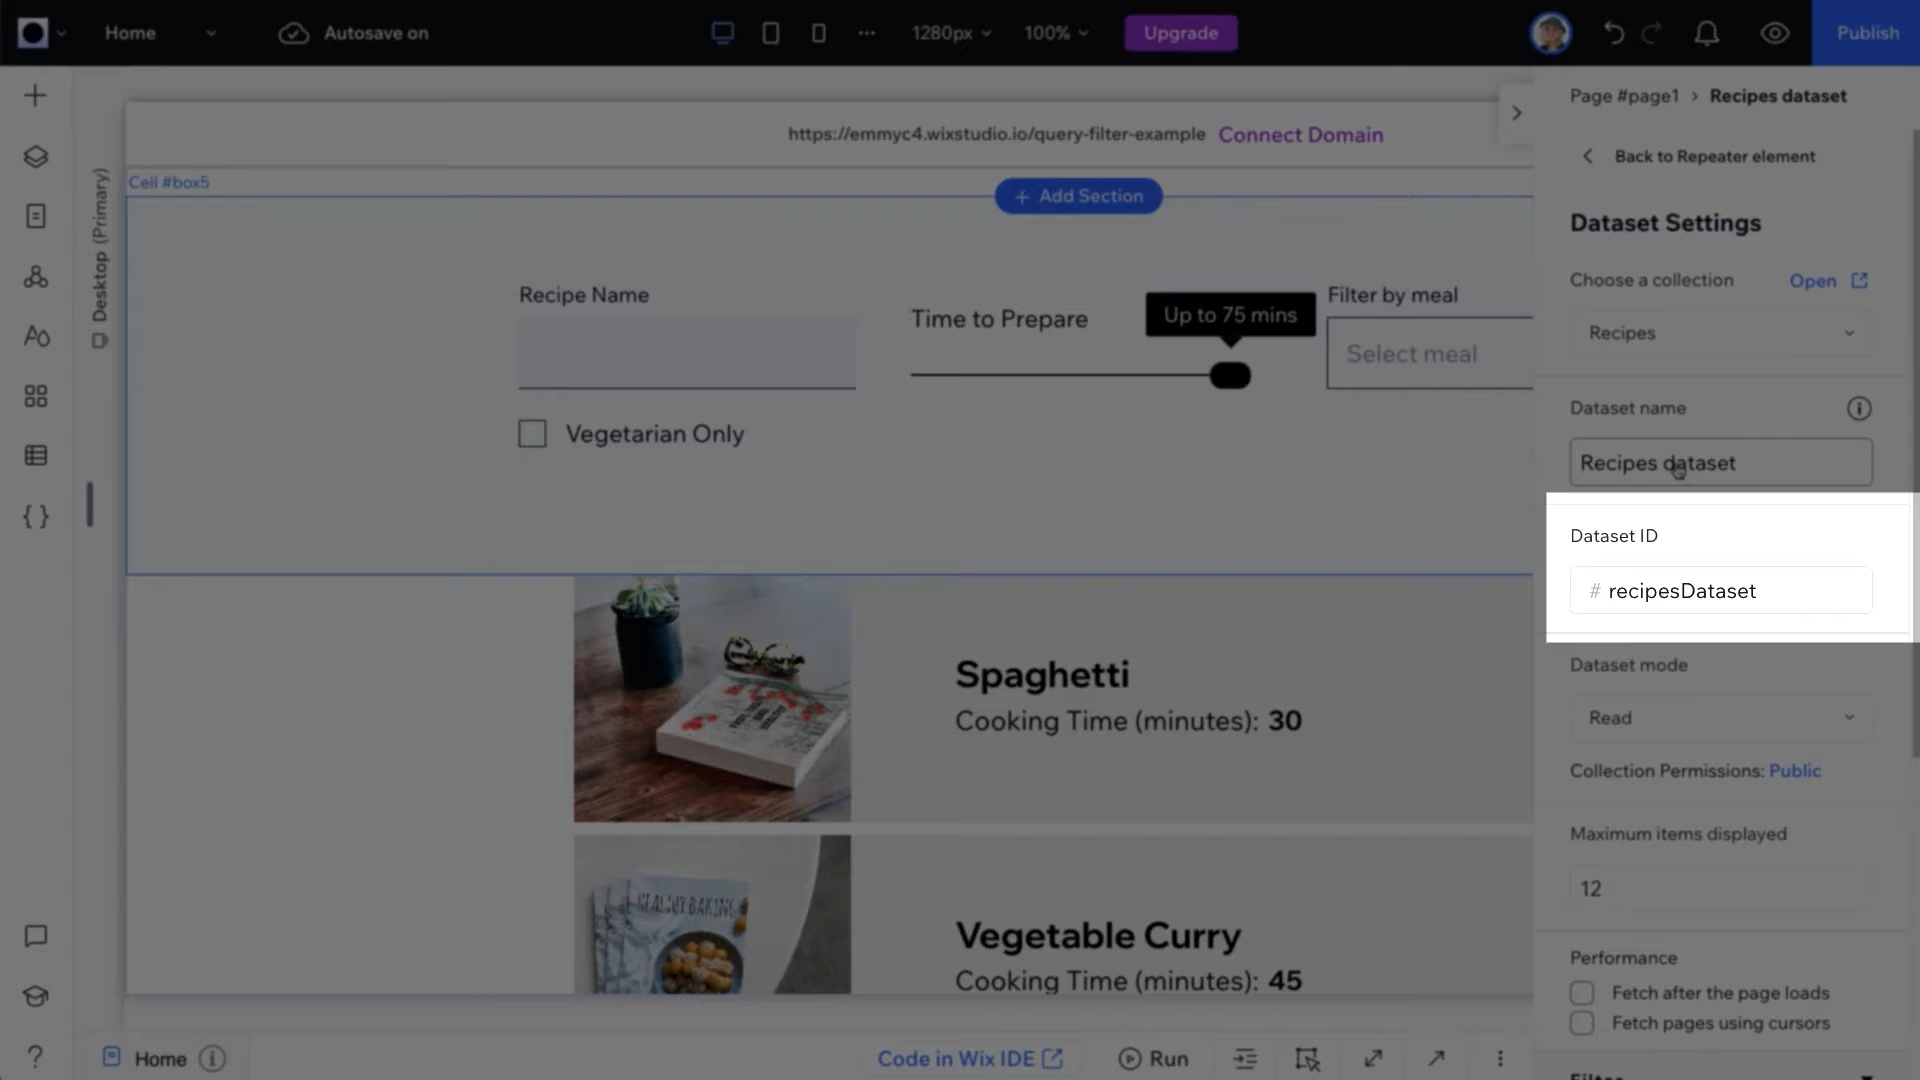 Home
Autosave on
1280px
100%
Upgrade
Publish
Page #page1 > Recipes dataset
https://emmyc4.wixstudio.io/query-filter-example Connect Domain
Back to Repeater element
Desktop (Primary)
Cell #box5
+ Add Section
Dataset Settings
Choose a collection
Open
Recipes
Recipe Name
Time to Prepare
Up to 75 mins
Filter by meal
Select meal
Vegetarian Only
Dataset name
Recipes dataset
Dataset ID
# recipesDataset
Dataset mode
Read
Collection Permissions: Public
Maximum items displayed
12
Performance
Fetch after the page loads
Fetch pages using cursors
Spaghetti
Cooking Time (minutes): 30
Vegetable Curry
Cooking Time (minutes): 45
Home
Code in Wix IDE
Run